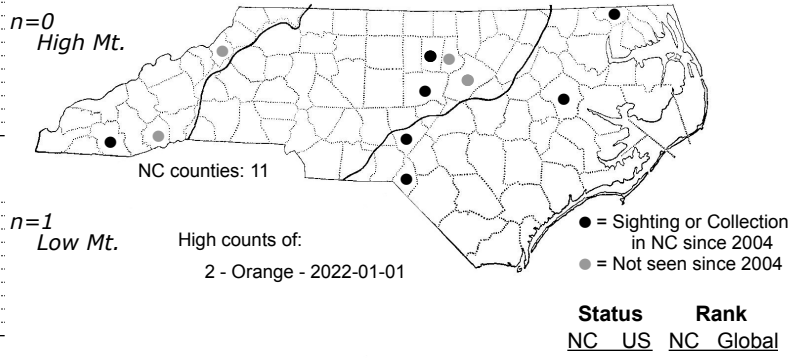 n=0
High Mt.
NC counties: 11
n=1
Low Mt.
High counts of:
2 - Orange - 2022-01-01
= Sighting or Collection
in NC since 2004
= Not seen since 2004
Status Rank
NC US NC Global